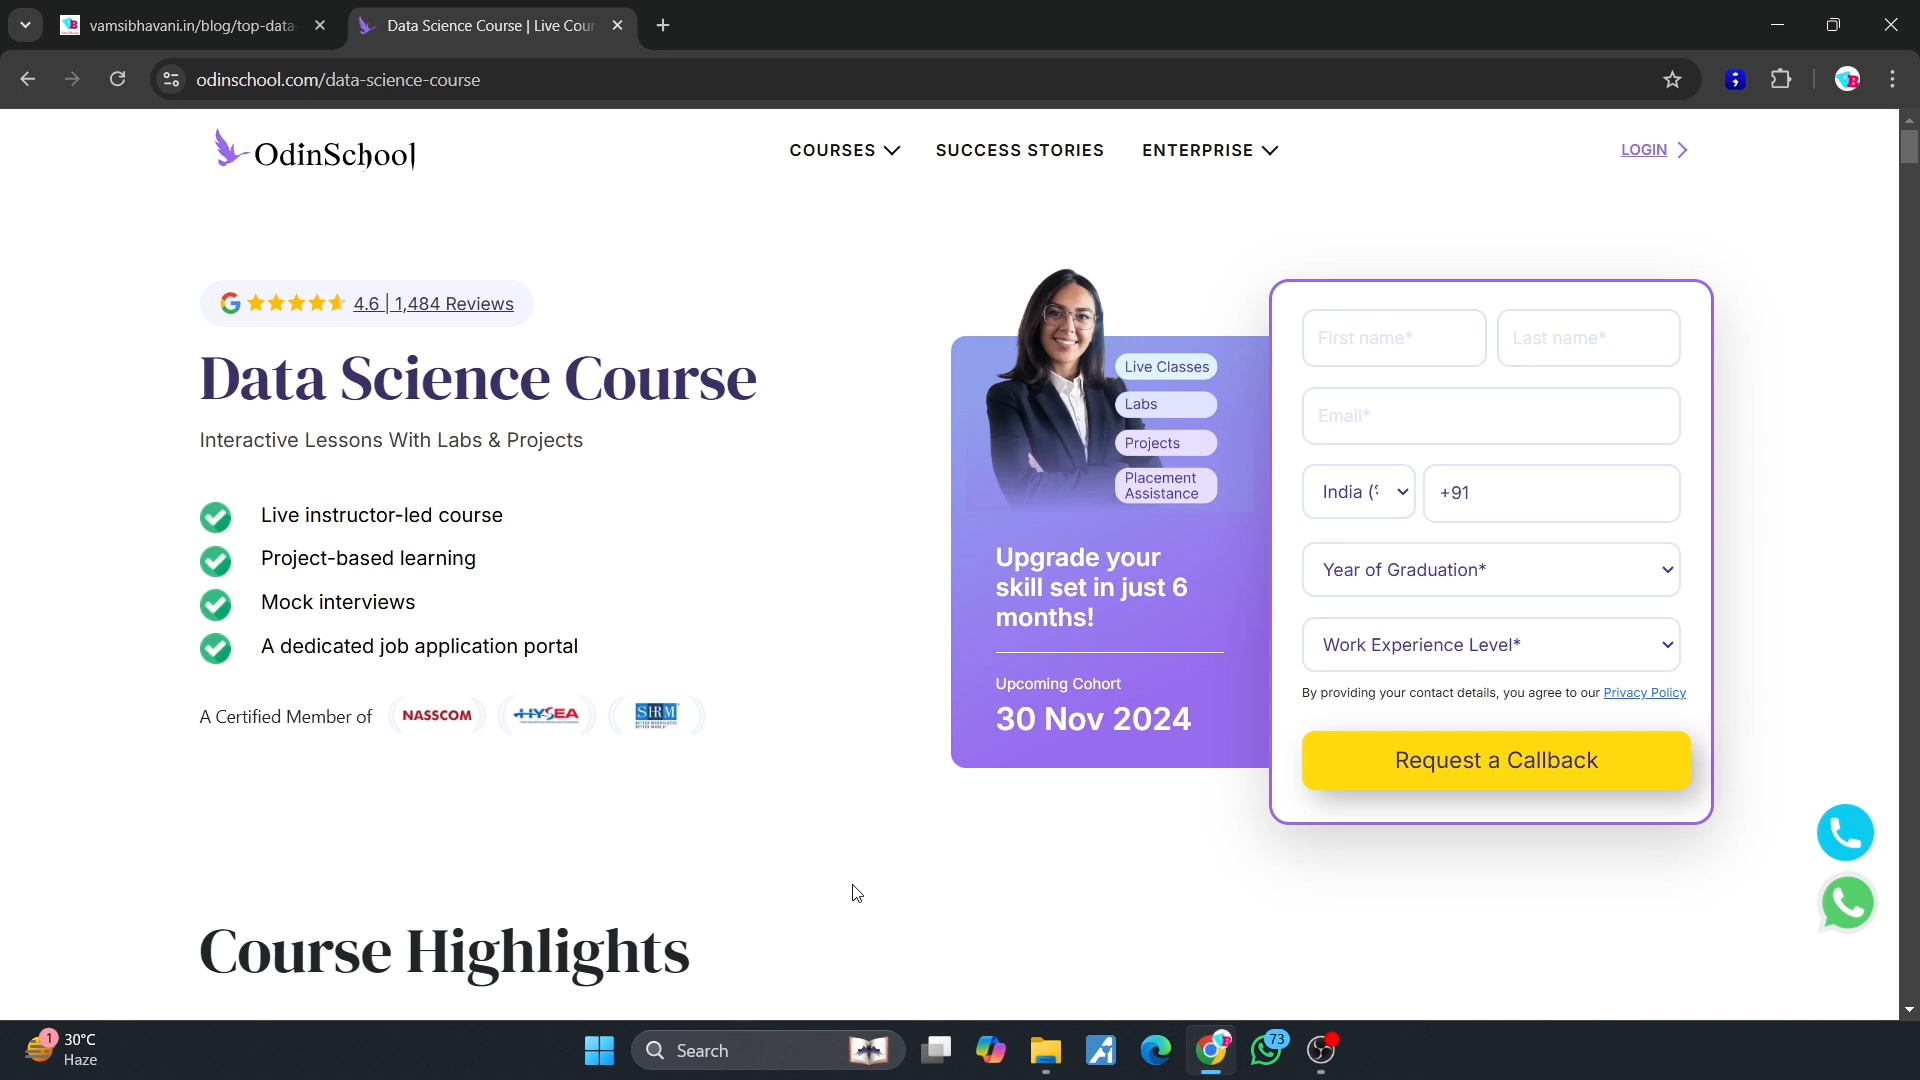 vamsibhavani.in/blog/top-data-
Data Science Course | Live Cour
odinschool.com/data-science-course
OdinSchool
COURSES
SUCCESS STORIES
ENTERPRISE
LOGIN
4.6 | 1,484 Reviews
Data Science Course
Interactive Lessons With Labs & Projects
Live instructor-led course
Project-based learning
Mock interviews
A dedicated job application portal
A Certified Member of
NASSCOM
HYSEA
SHRM
Live Classes
Labs
Projects
Placement
Assistance
Upgrade your
skill set in just 6
months!
Upcoming Cohort
30 Nov 2024
First name*
Last name*
Email*
India (
+91
Year of Graduation*
Work Experience Level*
By providing your contact details, you agree to our Privacy Policy
Request a Callback
Course Highlights
1
30°C
Haze
Search
73